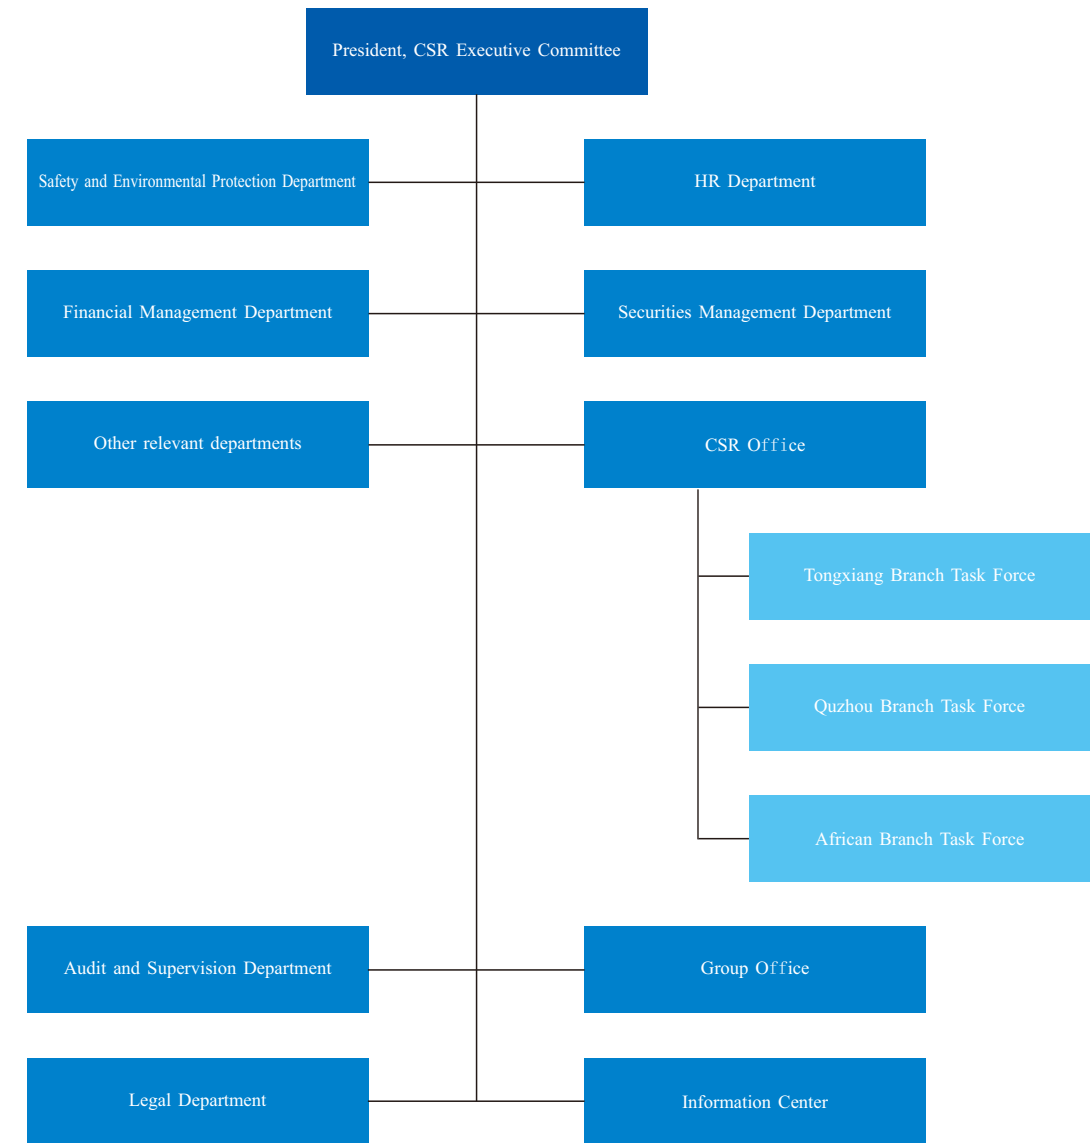 President, CSR Executive Committee
Safety and Environmental Protection Department
HR Department
Financial Management Department
Securities Management Department
Other relevant departments
CSR Office
Tongxiang Branch Task Force
Quzhou Branch Task Force
African Branch Task Force
Audit and Supervision Department
Group Office
Legal Department
Information Center